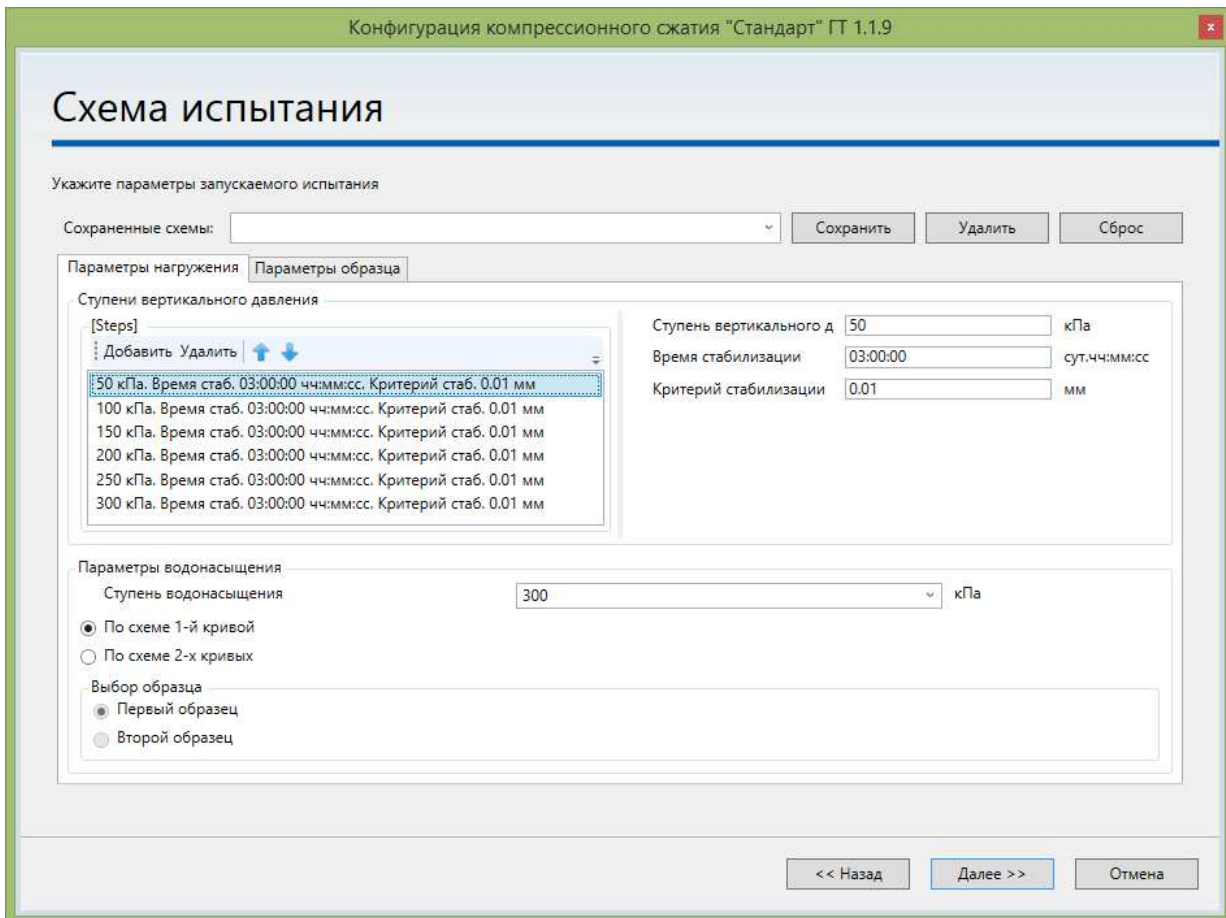 Конфигурация компрессионного сжатия "Стандарт" ГТ 1.1.9
x
Схема испытания
Укажите параметры запускаемого испытания
Сохраненные схемы:
Сохранить
Удалить
Сброс
Параметры нагружения
Параметры образца
Ступени вертикального давления
[Steps]
Добавить Удалить
50 кПа. Время стаб. 03:00:00 чч:мм:сс. Критерий стаб. 0.01 мм
100 кПа. Время стаб. 03:00:00 чч:мм:сс. Критерий стаб. 0.01 мм
150 кПа. Время стаб. 03:00:00 чч:мм:сс. Критерий стаб. 0.01 мм
200 кПа. Время стаб. 03:00:00 чч:мм:сс. Критерий стаб. 0.01 мм
250 кПа. Время стаб. 03:00:00 чч:мм:сс. Критерий стаб. 0.01 мм
300 кПа. Время стаб. 03:00:00 чч:мм:сс. Критерий стаб. 0.01 мм
Ступень вертикального д 50 кПа
Время стабилизации 03:00:00 сут.чч:мм:сс
Критерий стабилизации 0.01 мм
Параметры водонасыщения
Ступень водонасыщения 300 кПа
По схеме 1-й кривой
По схеме 2-х кривых
Выбор образца
Первый образец
Второй образец
<< Назад
Далее >>
Отмена